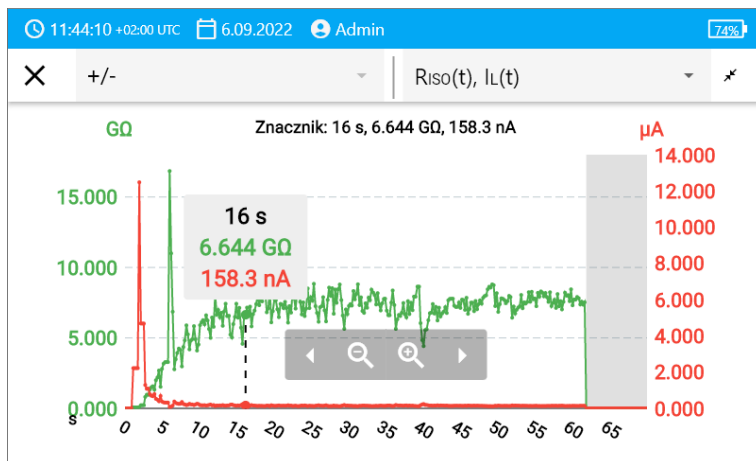 11:44:10 +02:00 UTC 6.09.2022 Admin 74%
+/- RISO(t), IL(t)
GΩ Znacznik: 16 s, 6.644 GΩ, 158.3 nA μA
14.000
15.000 12.000
16 s
10.000
6.644 GΩ
10.000 8.000
158.3 nA
6.000
5.000 4.000
2.000
0.000 0.000
s 0 5 10 15 20 25 30 35 40 45 50 55 60 65